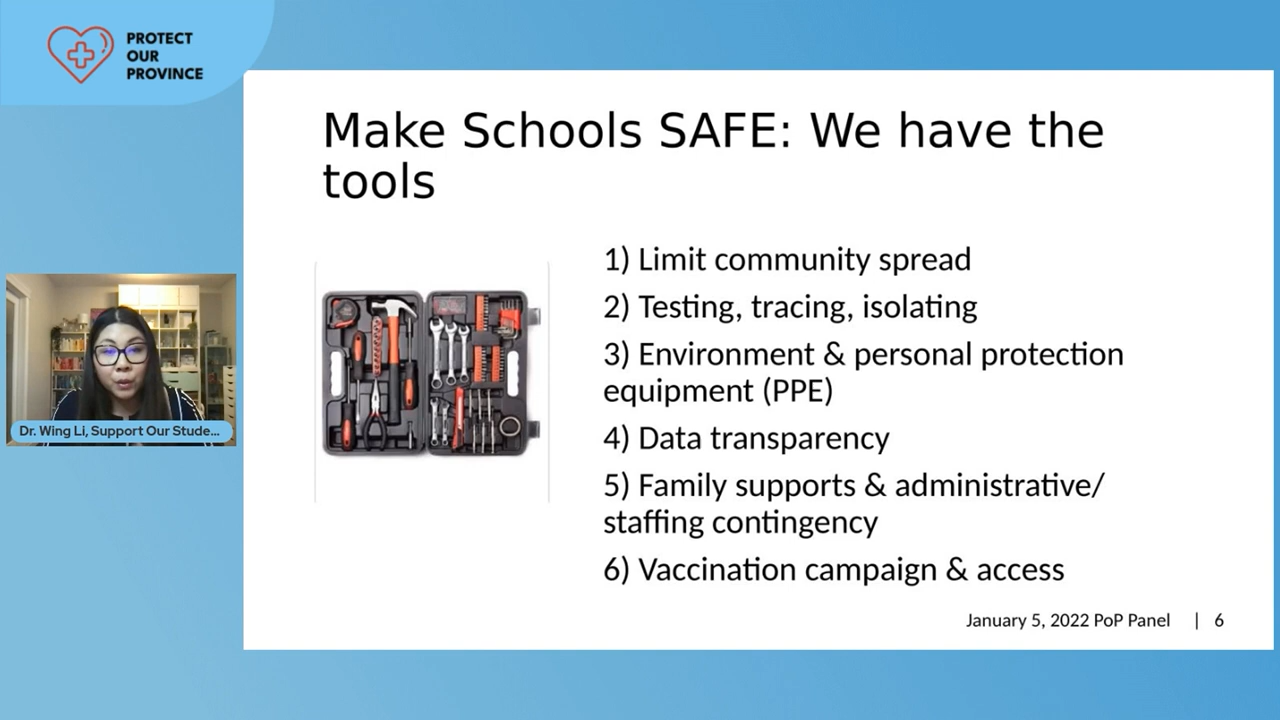 PROTECT
OUR
PROVINCE
Make Schools SAFE: We have the
tools
1) Limit community spread
2) Testing, tracing, isolating
3) Environment & personal protection
equipment (PPE)
4) Data transparency
5) Family supports & administrative/
staffing contingency
6) Vaccination campaign & access
Dr. Wing Li, Support Our Stude...
January 5, 2022 PoP Panel | 6